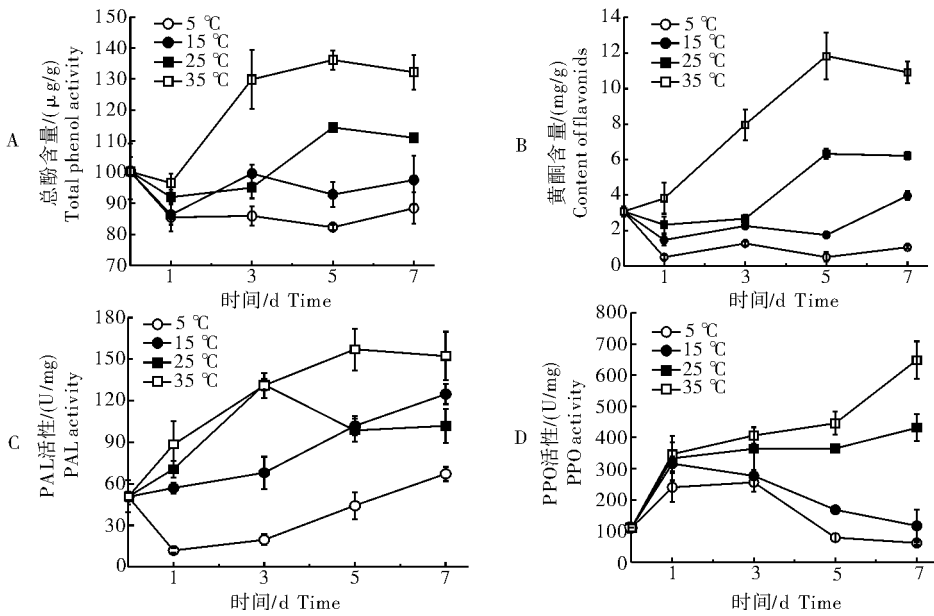 A
总酚含量/(μg/g)
Total phenol activity
150
140
130
120
110
100
90
80
70
5 ℃
15 ℃
25 ℃
35 ℃
1 3 5 7
时间/d Time
B
黄酮含量/(mg/g)
Content of flavonids
14
12
10
8
6
4
2
0
5 ℃
15 ℃
25 ℃
35 ℃
1 3 5 7
时间/d Time
C
PAL活性/(U/mg)
PAL activity
180
150
120
90
60
30
0
5 ℃
15 ℃
25 ℃
35 ℃
1 3 5 7
时间/d Time
D
PPO活性/(U/mg)
PPO activity
800
700
600
500
400
300
200
100
0
5 ℃
15 ℃
25 ℃
35 ℃
1 3 5 7
时间/d Time